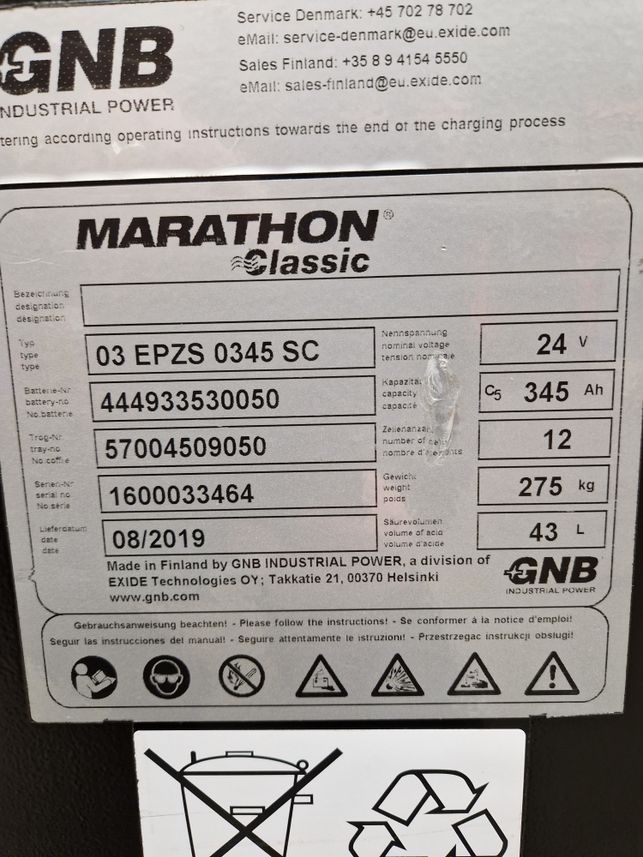 Service Denmark: +45 702 78 702
eMail: service-denmark@eu.exide.com
Sales Finland: +35 8 9 4154 5550
eMail: sales-finland@eu.exide.com
GNB
INDUSTRIAL POWER
tering according operating instructions towards the end of the charging process
MARATHON®
Classic
Bezeichnung
designation
désignation
Typ
type
type
03 EPZS 0345 SC
Nennspannung
nominal voltage
tension nominale
24 V
Batterie-Nr.
battery-no
No.batterie
444933530050
Kapazität
capacity
capacité
C5 345 Ah
Trog-Nr.
tray-no
No.coffre
57004509050
Zellenanzahl
number of cells
nombre d'éléments
12
Serien-Nr.
serial no
No.série
1600033464
Gewicht
weight
poids
275 kg
Lieferdatum
date
date
08/2019
Säurevolumen
volume of acid
volume d'acide
43 L
Made in Finland by GNB INDUSTRIAL POWER, a division of
EXIDE Technologies OY; Takkatie 21, 00370 Helsinki
www.gnb.com
GNB
INDUSTRIAL POWER
Gebrauchsanweisung beachten! - Please follow the instructions! - Se conformer à la notice d'emploi!
Seguir las instrucciones del manual! - Seguire attentamente le istruzioni! - Przestrzegac instrukcji obslugi!